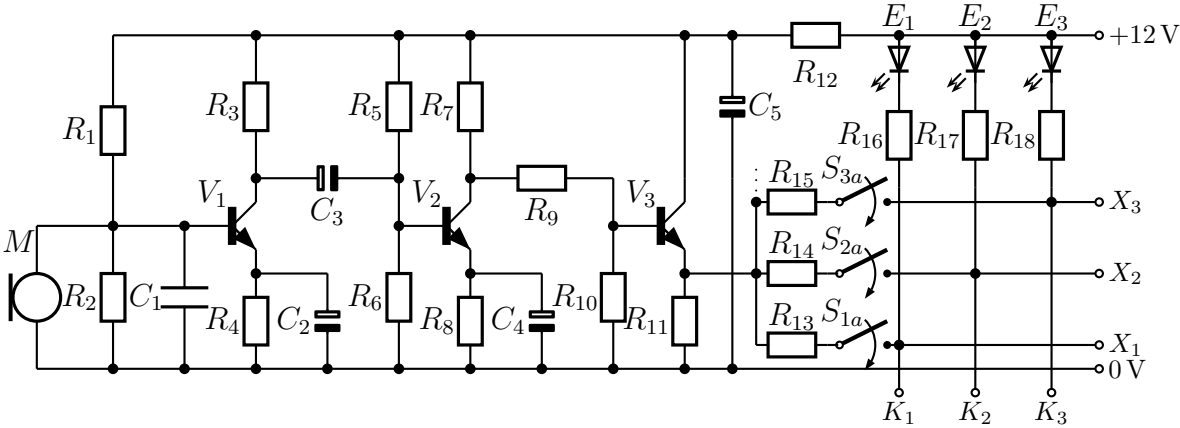 E1 E2 E3
+12 V
R12
R1 R3 R5 R7 C5
R16 R17 R18
R15 S3a
V1 C3 V2 R9 V3
X3
M
R14 S2a
X2
R2 C1 R4 C2 R6 R8 C4 R10 R11
R13 S1a
X1
0 V
K1 K2 K3